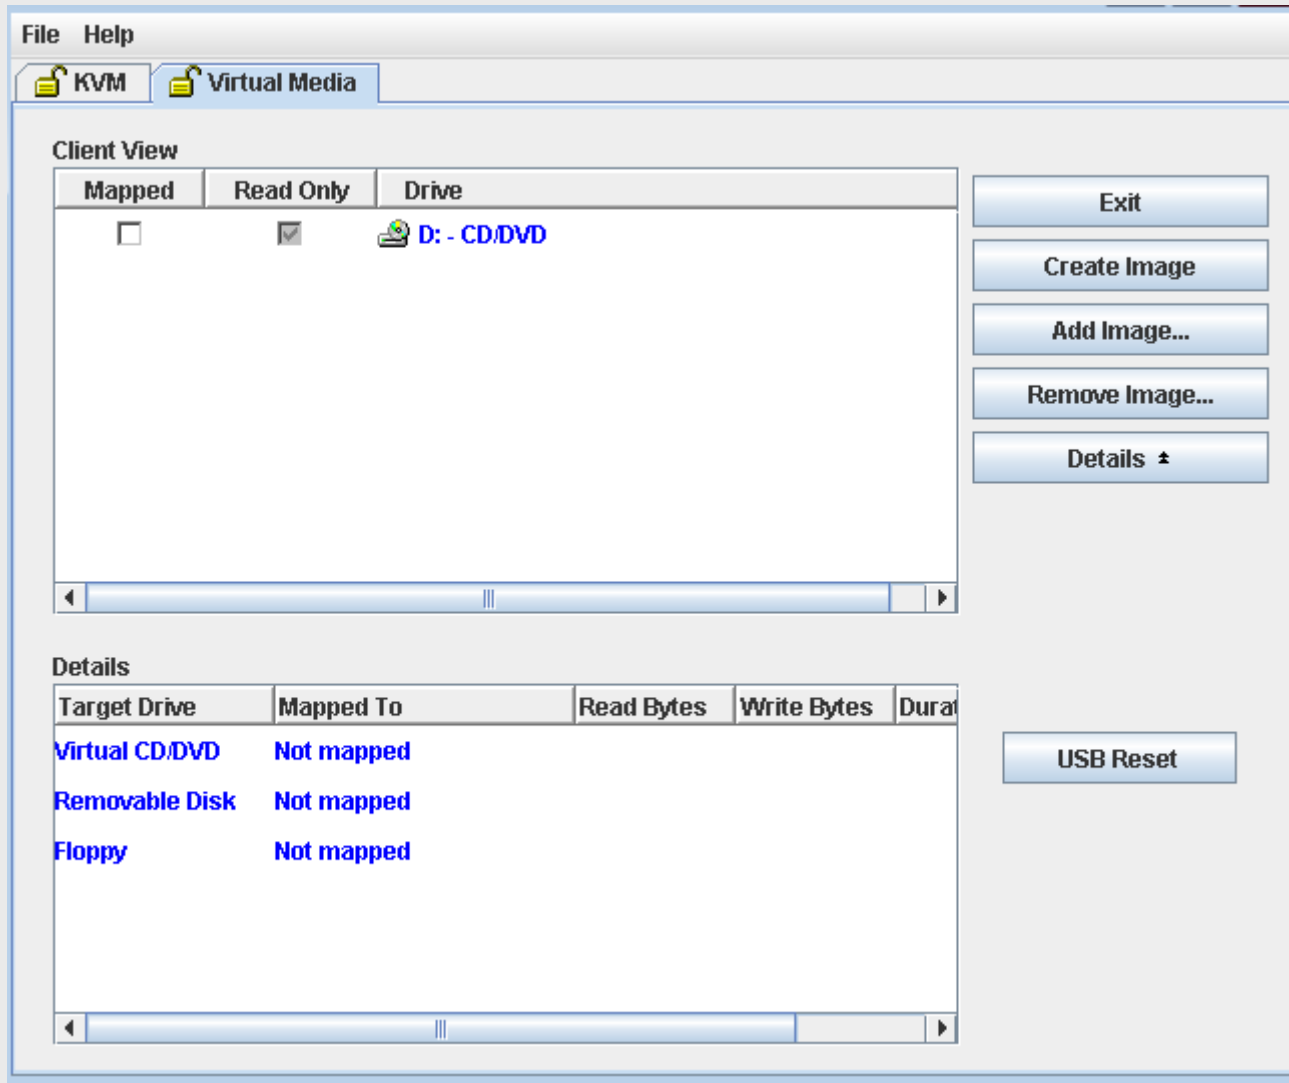 File Help
KVM Virtual Media
Client View
Mapped Read Only Drive
D: - CD/DVD
Exit
Create Image
Add Image...
Remove Image...
Details
Details
Target Drive Mapped To Read Bytes Write Bytes Durat
Virtual CD/DVD Not mapped
Removable Disk Not mapped
Floppy Not mapped
USB Reset